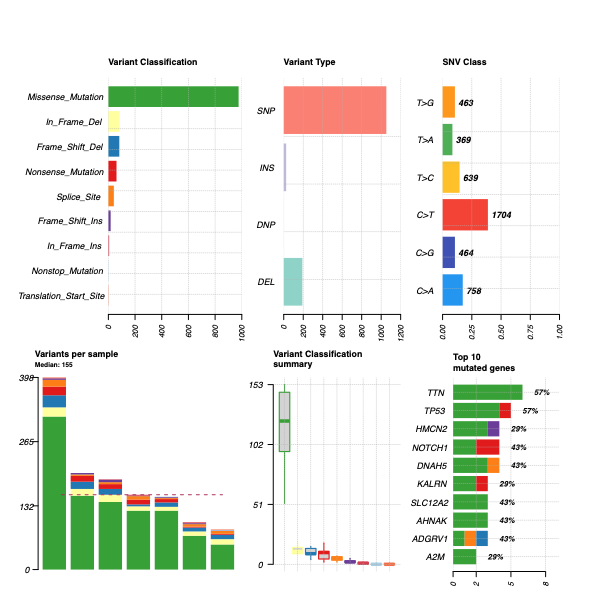 Variant Classification
Missense_Mutation
In_Frame_Del
Frame_Shift_Del
Nonsense_Mutation
Splice_Site
Frame_Shift_Ins
In_Frame_Ins
Nonstop_Mutation
Translation_Start_Site
0 200 400 600 800 1000
Variant Type
SNP
INS
DNP
DEL
0 200 400 600 800 1000 1200
SNV Class
T>G 463
T>A 369
T>C 639
C>T 1704
C>G 464
C>A 758
0.00 0.25 0.50 0.75 1.00
Variants per sample
Median: 155
398
265
132
0
Variant Classification
summary
153
102
51
0
Top 10
mutated genes
TTN 57%
TP53 57%
HMCN2 29%
NOTCH1 43%
DNAH5 43%
KALRN 29%
SLC12A2 43%
AHNAK 43%
ADGRV1 43%
A2M 29%
0 2 5 8